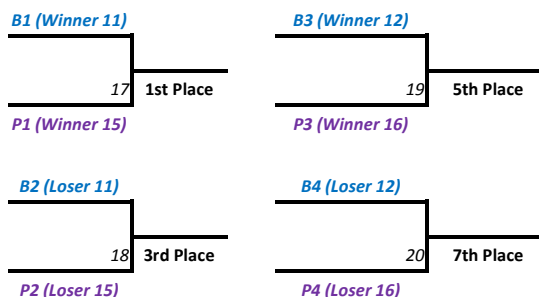 B1 (Winner 11)
17 1st Place
P1 (Winner 15)
B3 (Winner 12)
19 5th Place
P3 (Winner 16)
B2 (Loser 11)
18 3rd Place
P2 (Loser 15)
B4 (Loser 12)
20 7th Place
P4 (Loser 16)